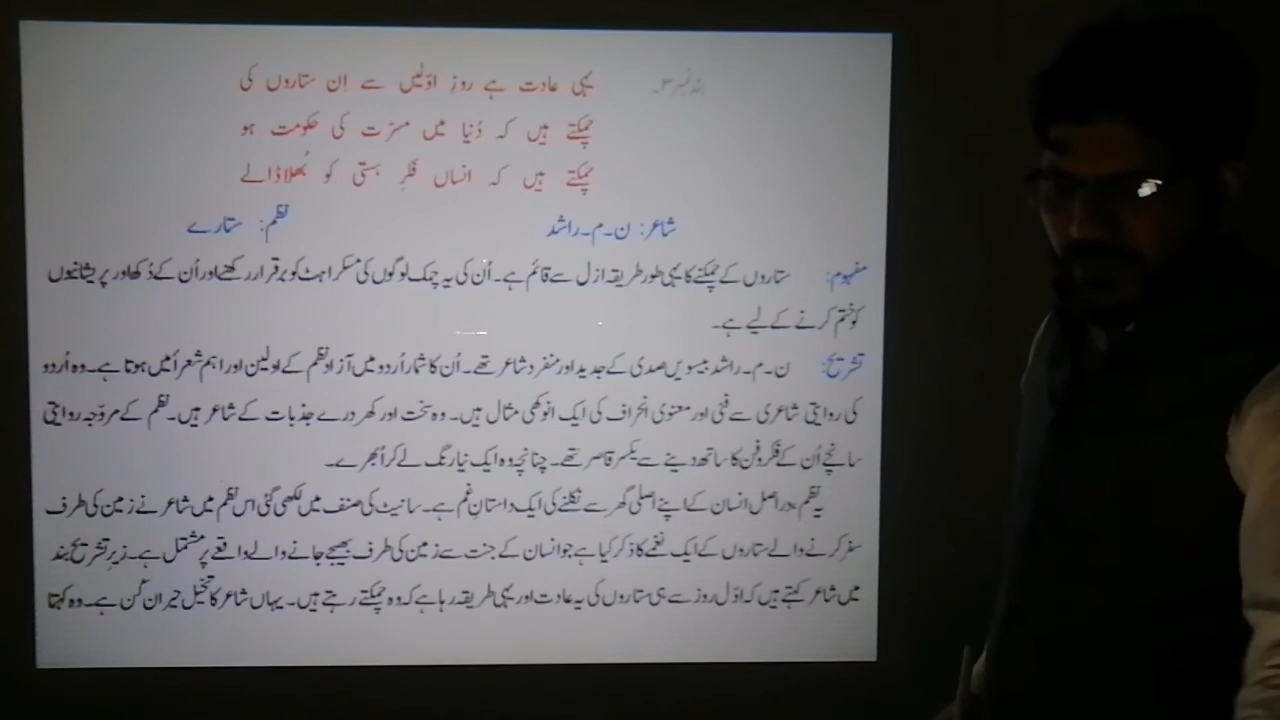 بند نمبر ۳۔ یہی عادت ہے روزِ اوّلیں سے اِن ستاروں کی
چمکتے ہیں کہ دُنیا میں مسرّت کی حکومت ہو
چمکتے ہیں کہ انساں فکرِ ہستی کو بُھلا ڈالے
شاعر: ن۔م۔راشد نظم: ستارے
مفہوم: ستاروں کے چمکنے کا یہی طور طریقہ ازل سے قائم ہے۔ اُن کی یہ چمک لوگوں کی مسکراہٹ کو برقرار رکھنے اور اُن کے دُکھ اور پریشانیوں
کو ختم کرنے کے لیے ہے۔
تشریح: ن۔م۔راشد بیسویں صدی کے جدید اور منفرد شاعر تھے۔ اُن کا شمار اُردو میں آزاد نظم کے اولین اور اہم شعرأ میں ہوتا ہے۔ وہ اُردو
کی روایتی شاعری سے فنی اور معنوی انحراف کی ایک انوکھی مثال ہیں۔ وہ سخت اور کھردرے جذبات کے شاعر ہیں۔ نظم کے مروّجہ روایتی
سانچے اُن کے فکر و فن کا ساتھ دینے سے یکسر قاصر تھے۔ چنانچہ وہ ایک نیا رنگ لے کر اُبھرے۔
یہ نظم دراصل انسان کے اپنے اصلی گھر سے نکلنے کی ایک داستانِ غم ہے۔ سانیٹ کی صنف میں لکھی گئی اس نظم میں شاعر نے زمین کی طرف
سفر کرنے والے ستاروں کے ایک نغمے کا ذکر کیا ہے جو انسان کے جنت سے زمین کی طرف بھیجے جانے والے واقعے پر مشتمل ہے۔ زیرِ تشریح بند
میں شاعر کہتے ہیں کہ اوّل روز سے ہی ستاروں کی یہ عادت اور یہی طریقہ رہا ہے کہ وہ چمکتے رہتے ہیں۔ یہاں شاعر کا تخیل حیران کُن ہے۔ وہ کہتا